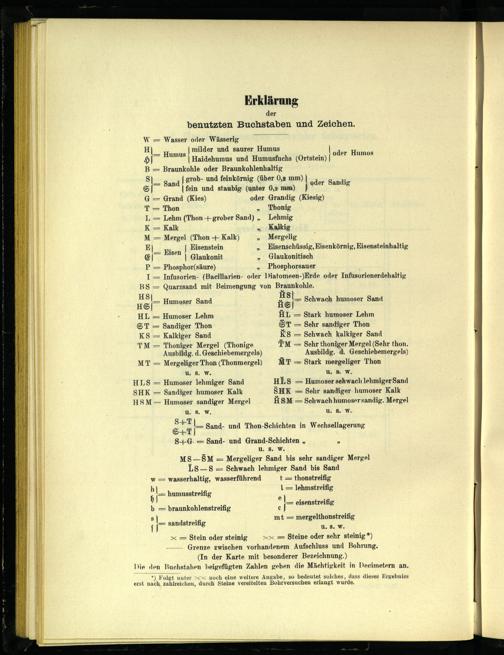 Erklärung
der
benutzten Buchstaben und Zeichen.
W = Wasser oder Wässerig
H
ℌ = Humus { milder und saurer Humus
Haidehumus und Humusfuchs (Ortstein) } oder Humos
B = Braunkohle oder Braunkohlenhaltig
S
𝔖 = Sand { grob- und feinkörnig (über 0,2 mm)
fein und staubig (unter 0,2 mm) } oder Sandig
G = Grand (Kies) oder Grandig (Kiesig)
T = Thon „ Thonig
L = Lehm (Thon + grober Sand) „ Lehmig
K = Kalk „ Kalkig
M = Mergel (Thon + Kalk) „ Mergelig
E
𝔈 = Eisen { Eisenstein „ Eisenschüssig, Eisenkörnig, Eisensteinhaltig
Glaukonit „ Glaukonitisch
P = Phosphor(säure) „ Phosphorsauer
I = Infusorien- (Bacillarien- oder Diatomeen-)Erde oder Infusorienerdehaltig
BS = Quarzsand mit Beimengung von Braunkohle.
HS
H𝔖 = Humoser Sand
H̆S
H̆𝔖 = Schwach humoser Sand
HL = Humoser Lehm H̄L = Stark humoser Lehm
𝔖T = Sandiger Thon 𝔖̄T = Sehr sandiger Thon
KS = Kalkiger Sand K̆S = Schwach kalkiger Sand
TM = Thoniger Mergel (Thonige T̄M = Sehr thoniger Mergel (Sehr thon.
Ausbildg. d. Geschiebemergels) Ausbildg. d. Geschiebemergels)
MT = Mergeliger Thon (Thonmergel) M̄T = Stark mergeliger Thon
u. s. w. u. s. w.
HLS = Humoser lehmiger Sand HL̆S = Humoser schwach lehmiger Sand
SHK = Sandiger humoser Kalk S̄HK = Sehr sandiger humoser Kalk
HSM = Humoser sandiger Mergel H̆SM = Schwach humoser sandig. Mergel
u. s. w. u. s. w.
S+T
𝔖+T = Sand- und Thon-Schichten in Wechsellagerung
S+G = Sand- und Grand-Schichten „ „
u. s. w.
MS—S̄M = Mergeliger Sand bis sehr sandiger Mergel
L̆S—S = Schwach lehmiger Sand bis Sand
w = wasserhaltig, wasserführend t = thonstreifig
h
𝔥 = humusstreifig l = lehmstreifig
b = braunkohlenstreifig e
𝔢 = eisenstreifig
s
ſ = sandstreifig mt = mergelthonstreifig
u. s. w.
× = Stein oder steinig ×× = Steine oder sehr steinig*)
—— Grenze zwischen vorhandenem Aufschluss und Bohrung.
(In der Karte mit besonderer Bezeichnung.)
Die den Buchstaben beigefügten Zahlen geben die Mächtigkeit in Decimetern an.
*) Folgt unter ×× noch eine weitere Angabe, so bedeutet solches, dass dieses Ergebniss
erst nach zahlreichen, durch Steine vereitelten Bohrversuchen erlangt wurde.